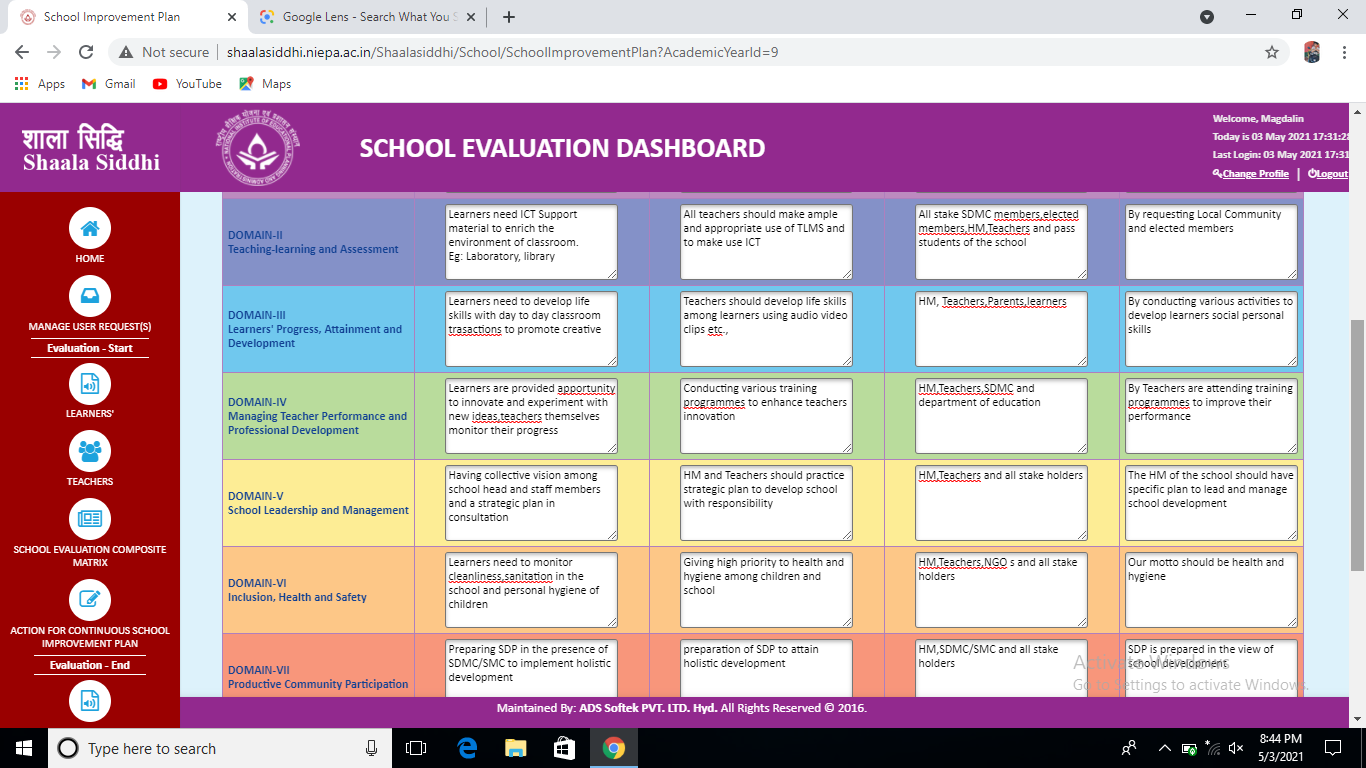 School Improvement Plan
Google Lens - Search What You S
Not secure
shaalasiddhi.niepa.ac.in/Shaalasiddhi/School/SchoolImprovementPlan?AcademicYearId=9
Apps
Gmail
YouTube
Maps
शाला सिद्धि
Shaala Siddhi
SCHOOL EVALUATION DASHBOARD
Welcome, Magdalin
Today is 03 May 2021 17:31:2
Last Login: 03 May 2021 17:31
Change Profile | Logout
HOME
MANAGE USER REQUEST(S)
Evaluation - Start
LEARNERS'
TEACHERS
SCHOOL EVALUATION COMPOSITE
MATRIX
ACTION FOR CONTINUOUS SCHOOL
IMPROVEMENT PLAN
Evaluation - End
DOMAIN-II
Teaching-learning and Assessment
Learners need ICT Support
material to enrich the
environment of classroom.
Eg: Laboratory, library
All teachers should make ample
and appropriate use of TLMS and
to make use ICT
All stake SDMC members,elected
members,HM,Teachers and pass
students of the school
By requesting Local Community
and elected members
DOMAIN-III
Learners' Progress, Attainment and
Development
Learners need to develop life
skills with day to day classroom
trasactions to promote creative
Teachers should develop life skills
among learners using audio video
clips etc.,
HM, Teachers,Parents,learners
By conducting various activities to
develop learners social personal
skills
DOMAIN-IV
Managing Teacher Performance and
Professional Development
Learners are provided apportunity
to innovate and experiment with
new ideas,teachers themselves
monitor their progress
Conducting various training
programmes to enhance teachers
innovation
HM,Teachers,SDMC and
department of education
By Teachers are attending training
programmes to improve their
performance
DOMAIN-V
School Leadership and Management
Having collective vision among
school head and staff members
and a strategic plan in
consultation
HM and Teachers should practice
strategic plan to develop school
with responsibility
HM,Teachers and all stake holders
The HM of the school should have
specific plan to lead and manage
school development
DOMAIN-VI
Inclusion, Health and Safety
Learners need to monitor
cleanliness,sanitation in the
school and personal hygiene of
children
Giving high priority to health and
hygiene among children and
school
HM,Teachers,NGO s and all stake
holders
Our motto should be health and
hygiene
DOMAIN-VII
Productive Community Participation
Preparing SDP in the presence of
SDMC/SMC to implement holistic
development
preparation of SDP to attain
holistic development
HM,SDMC/SMC and all stake
holders
SDP is prepared in the view of
school development
Activate Windows
Go to Settings to activate Windows.
Maintained By: ADS Softek PVT. LTD. Hyd. All Rights Reserved © 2016.
Type here to search
8:44 PM
5/3/2021